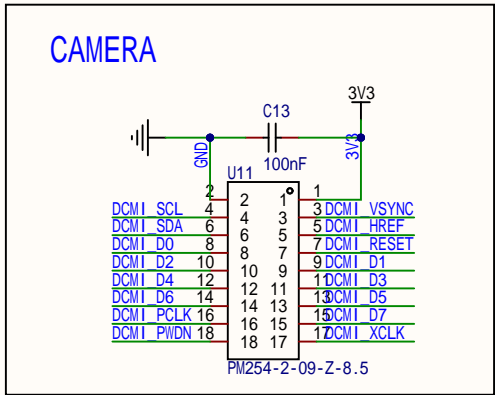 CAMERA
3V3
C13
GND
100nF
3V3
U11
2 2 1 1
DCMI_SCL 4 4 3 3 DCMI_VSYNC
DCMI_SDA 6 6 5 5 DCMI_HREF
DCMI_D0 8 8 7 7 DCMI_RESET
DCMI_D2 10 10 9 9 DCMI_D1
DCMI_D4 12 12 11 11 DCMI_D3
DCMI_D6 14 14 13 13 DCMI_D5
DCMI_PCLK 16 16 15 15 DCMI_D7
DCMI_PWDN 18 18 17 17 DCMI_XCLK
PM254-2-09-Z-8.5